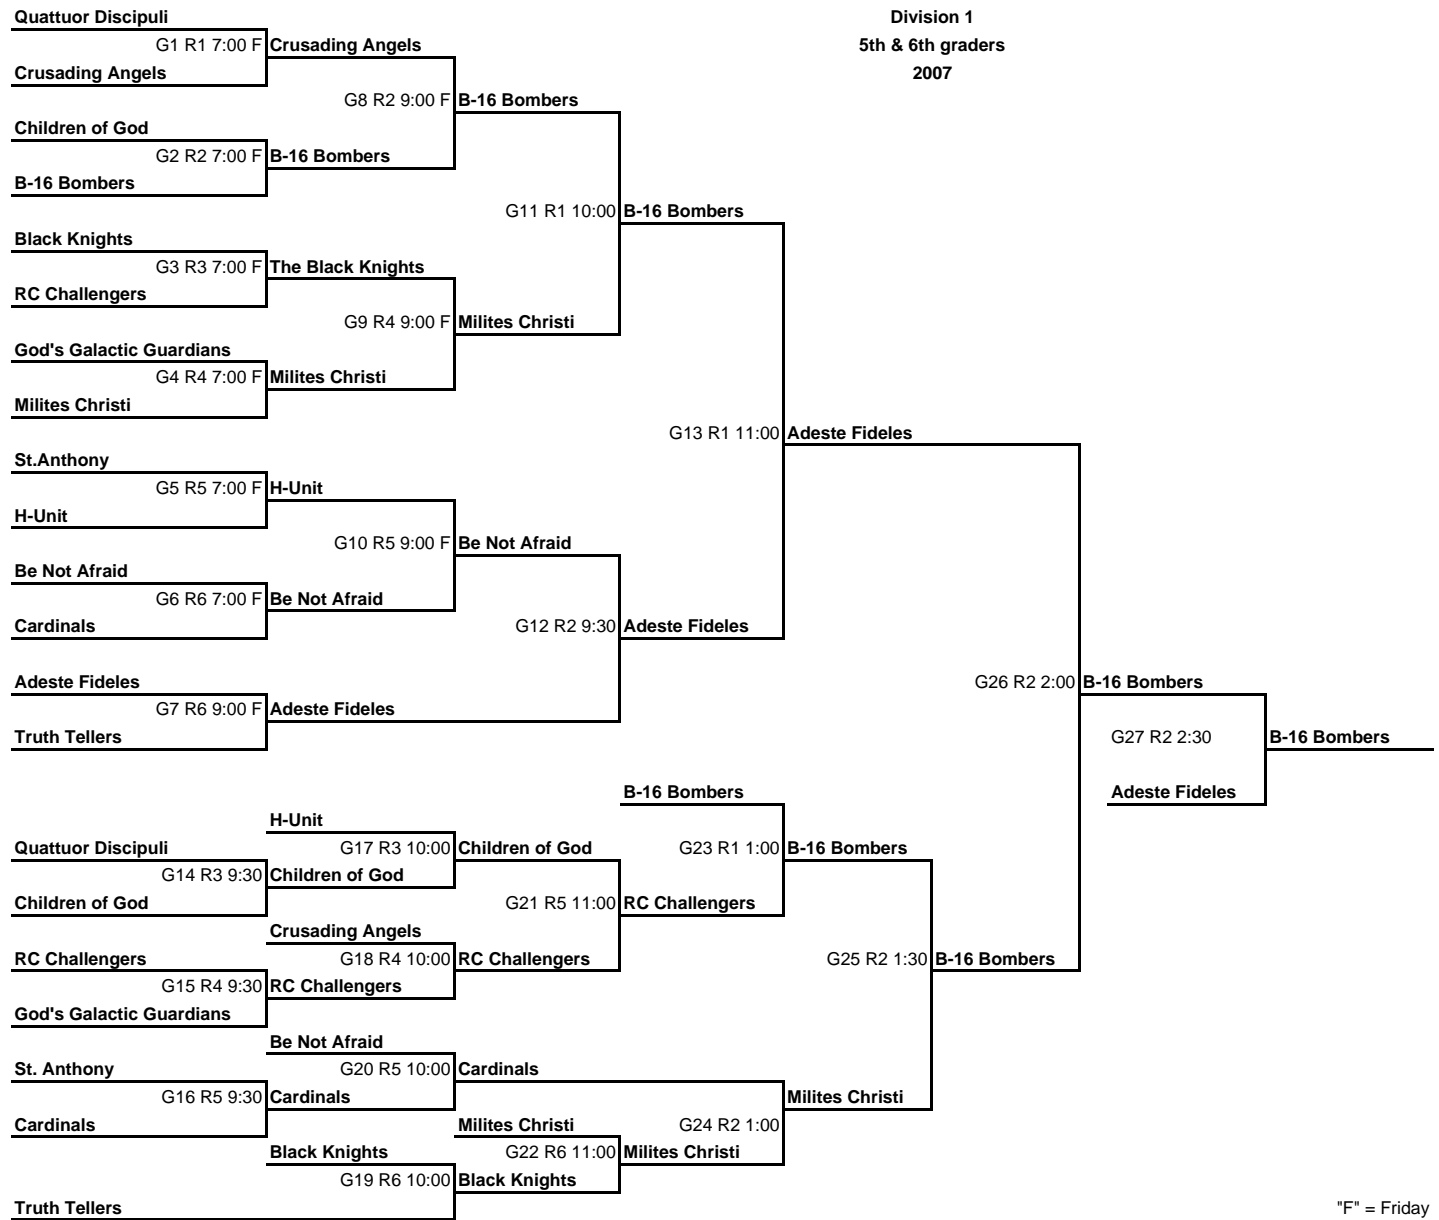 Quattuor Discipuli
Division 1
G1 R1 7:00 F Crusading Angels
5th & 6th graders
Crusading Angels
2007
G8 R2 9:00 F B-16 Bombers
Children of God
G2 R2 7:00 F B-16 Bombers
B-16 Bombers
G11 R1 10:00 B-16 Bombers
Black Knights
G3 R3 7:00 F The Black Knights
RC Challengers
G9 R4 9:00 F Milites Christi
God's Galactic Guardians
G4 R4 7:00 F Milites Christi
Milites Christi
G13 R1 11:00 Adeste Fideles
St.Anthony
G5 R5 7:00 F H-Unit
H-Unit
G10 R5 9:00 F Be Not Afraid
Be Not Afraid
G6 R6 7:00 F Be Not Afraid
Cardinals
G12 R2 9:30 Adeste Fideles
Adeste Fideles
G26 R2 2:00 B-16 Bombers
G7 R6 9:00 F Adeste Fideles
Truth Tellers
G27 R2 2:30 B-16 Bombers
B-16 Bombers
Adeste Fideles
H-Unit
Quattuor Discipuli
G17 R3 10:00 Children of God
G23 R1 1:00 B-16 Bombers
G14 R3 9:30 Children of God
Children of God
G21 R5 11:00 RC Challengers
Crusading Angels
RC Challengers
G18 R4 10:00 RC Challengers
G25 R2 1:30 B-16 Bombers
G15 R4 9:30 RC Challengers
God's Galactic Guardians
Be Not Afraid
St. Anthony
G20 R5 10:00 Cardinals
G16 R5 9:30 Cardinals
Milites Christi
Cardinals
Milites Christi
G24 R2 1:00
Black Knights
G22 R6 11:00 Milites Christi
G19 R6 10:00 Black Knights
Truth Tellers
"F" = Friday